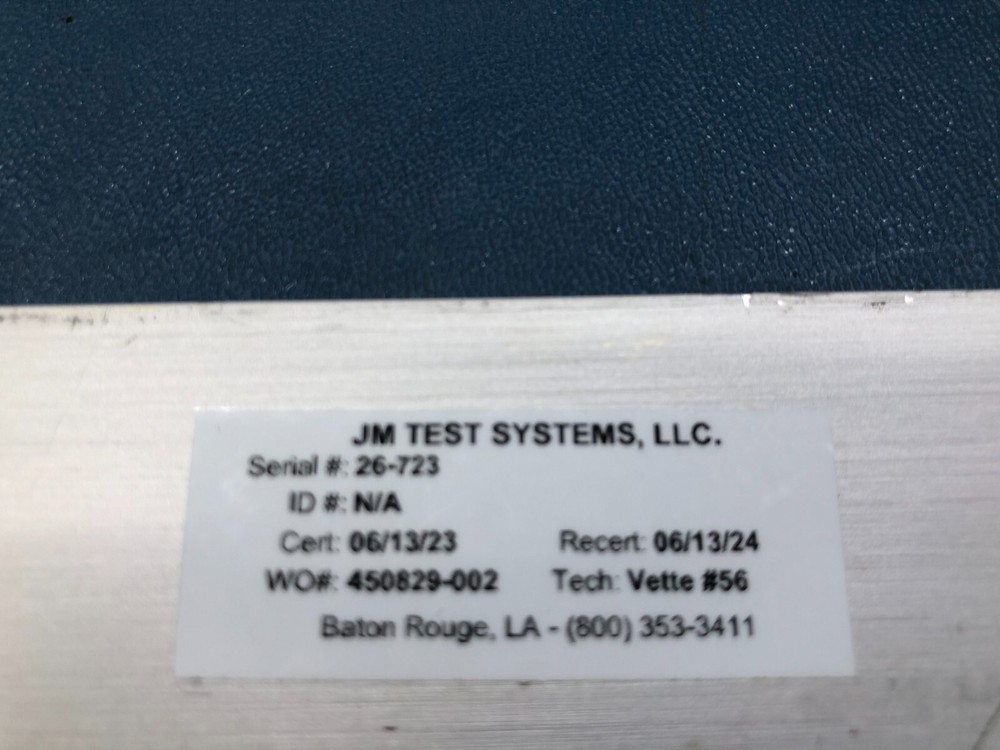 JM TEST SYSTEMS, LLC.
Serial #: 26-723
ID #: N/A
Cert: 06/13/23 Recert: 06/13/24
WO#: 450829-002 Tech: Vette #56
Baton Rouge, LA - (800) 353-3411